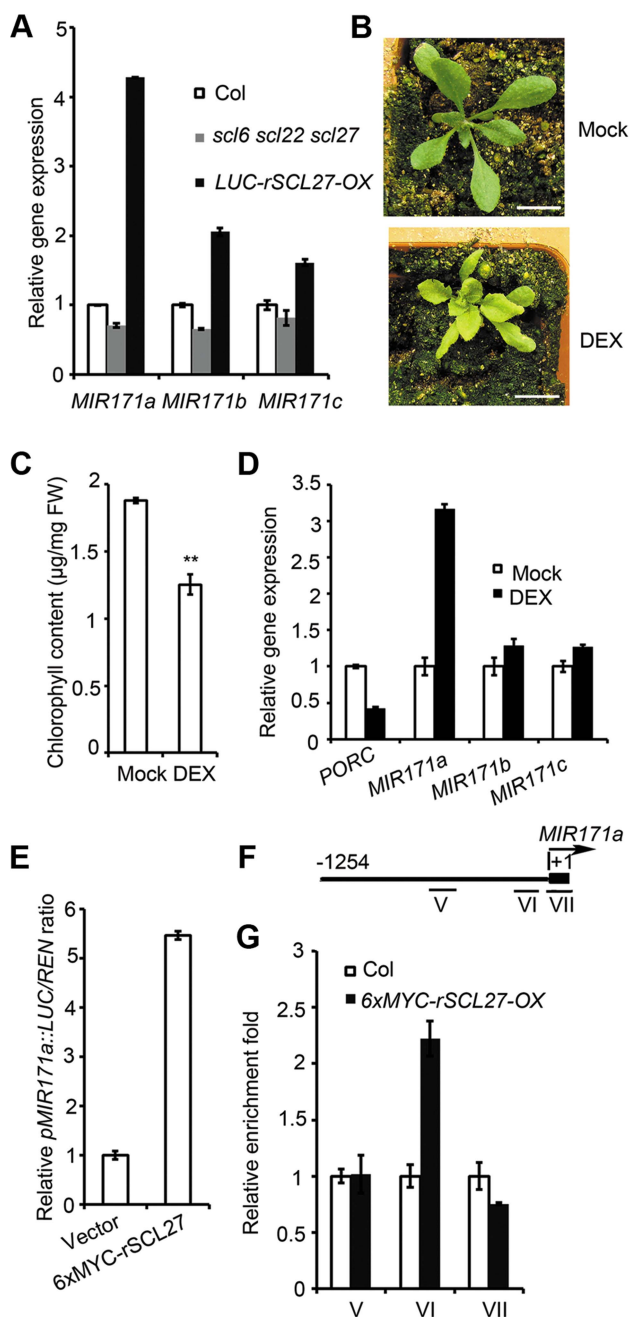 A
Relative gene expression
5
4
3
2
1
0
Col
scl6 scl22 scl27
LUC-rSCL27-OX
MIR171a MIR171b MIR171c
B
Mock
DEX
C
Chlorophyll content (µg/mg FW)
2
1.5
1
0.5
0
**
Mock DEX
D
Relative gene expression
3.5
3
2.5
2
1.5
1
0.5
0
Mock
DEX
PORC
MIR171a
MIR171b
MIR171c
E
Relative pMIR171a::LUC/REN ratio
6
5
4
3
2
1
0
Vector
6xMYC-rSCL27
F
MIR171a
-1254
+1
V
VI
VII
G
Relative enrichment fold
3
2.5
2
1.5
1
0.5
0
Col
6xMYC-rSCL27-OX
V
VI
VII